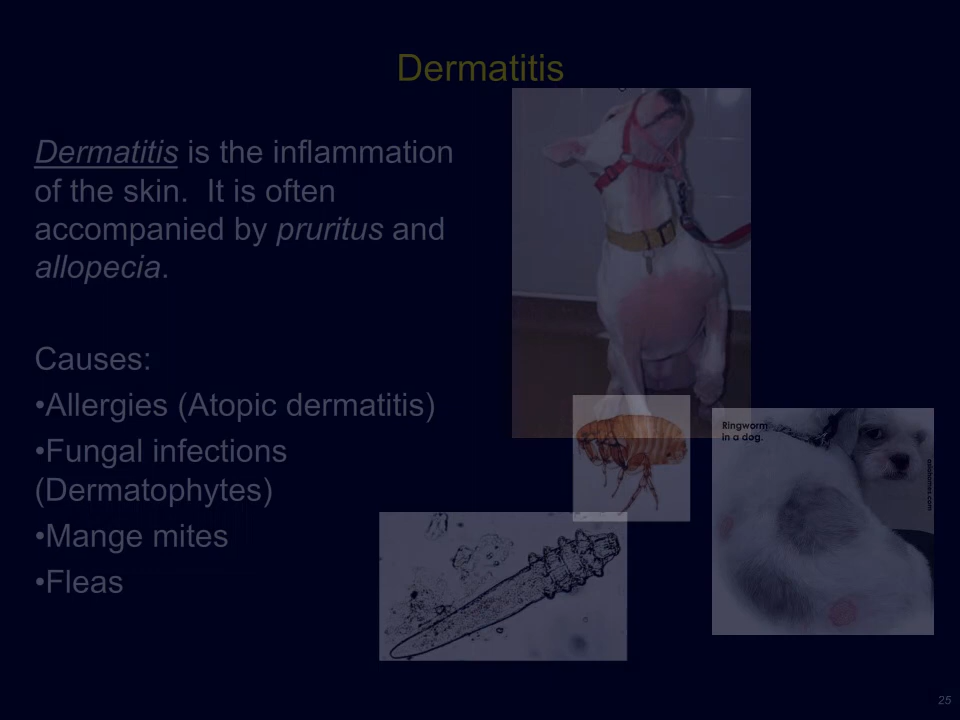 Dermatitis
Dermatitis is the inflammation
of the skin.  It is often
accompanied by pruritus and
allopecia.
Causes:
•Allergies (Atopic dermatitis)
•Fungal infections
(Dermatophytes)
•Mange mites
•Fleas
Ringworm
in a dog.
25